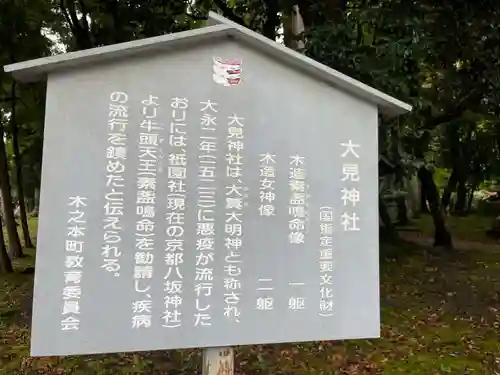 大見神社
(国指定重要文化財)
木造素盞嗚命像　一躯
木造女神像　二躯
大見神社は、大箕大明神とも称され、
大永二年(一五二二)に悪疫が流行した
おりには、祇園社(現在の京都八坂神社)
より牛頭天王(素盞嗚命)を勧請し、疾病
の流行を鎮めたと伝えられる。
木之本町教育委員会